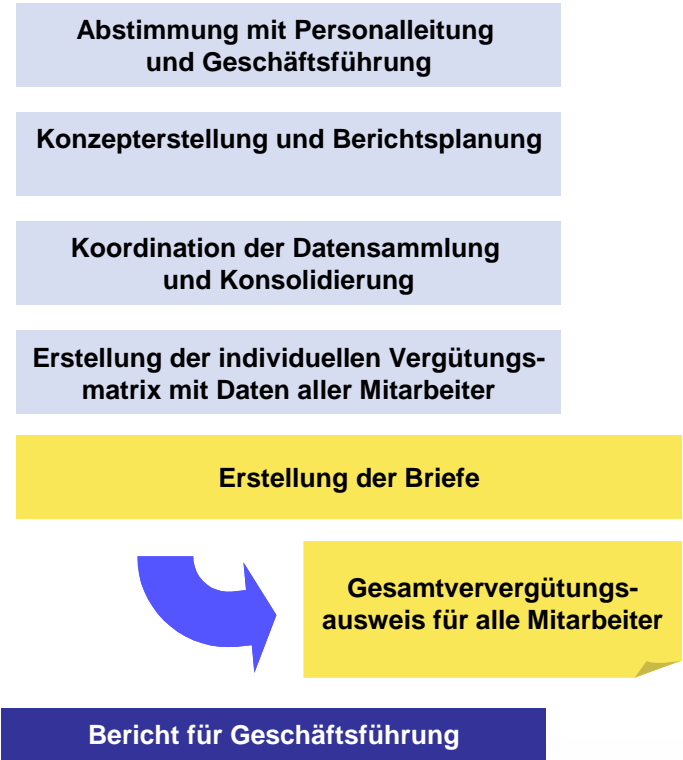 Abstimmung mit Personalleitung
und Geschäftsführung
Konzepterstellung und Berichtsplanung
Koordination der Datensammlung
und Konsolidierung
Erstellung der individuellen Vergütungs-
matrix mit Daten aller Mitarbeiter
Erstellung der Briefe
Gesamtververgütungs-
ausweis für alle Mitarbeiter
Bericht für Geschäftsführung